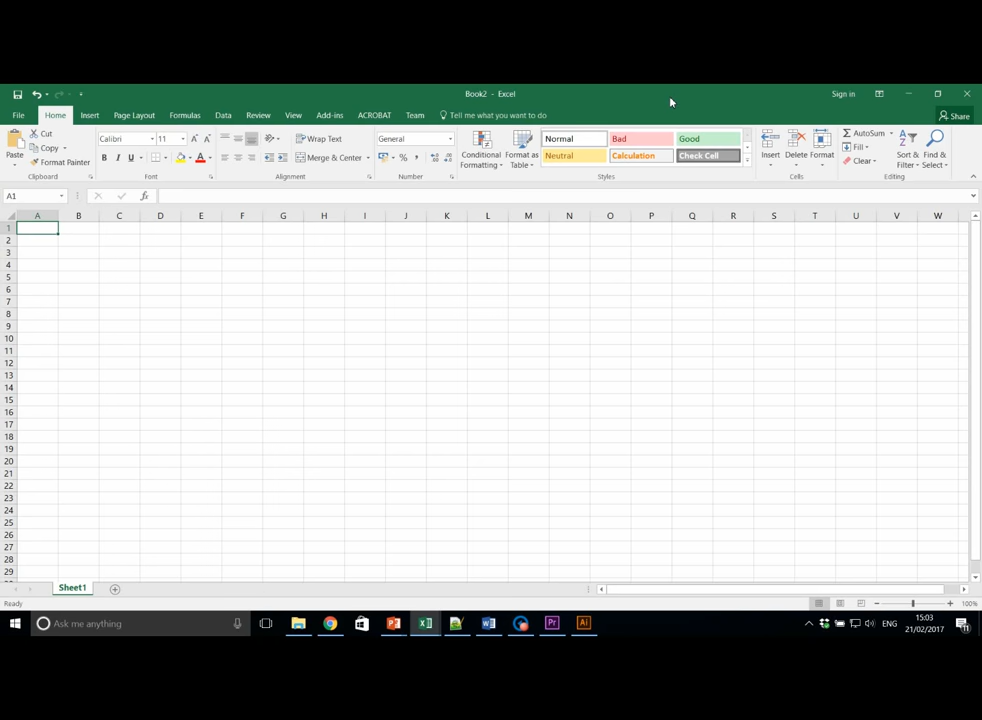 Book2 - Excel
Sign in
File Home Insert Page Layout Formulas Data Review View Add-ins ACROBAT Team Tell me what you want to do Share
Paste
Cut
Copy
Format Painter
Clipboard
Calibri 11
B I U A
Font
Wrap Text
Merge & Center
Alignment
General
%
Number
Conditional Formatting
Format as Table
Normal Bad Good
Neutral Calculation Check Cell
Styles
Insert Delete Format
Cells
AutoSum
Fill
Clear
Sort & Filter
Find & Select
Editing
A1 fx
A B C D E F G H I J K L M N O P Q R S T U V W
1
2
3
4
5
6
7
8
9
10
11
12
13
14
15
16
17
18
19
20
21
22
23
24
25
26
27
28
29
Sheet1
Ready 100%
Ask me anything
ENG
15:03
21/02/2017
11